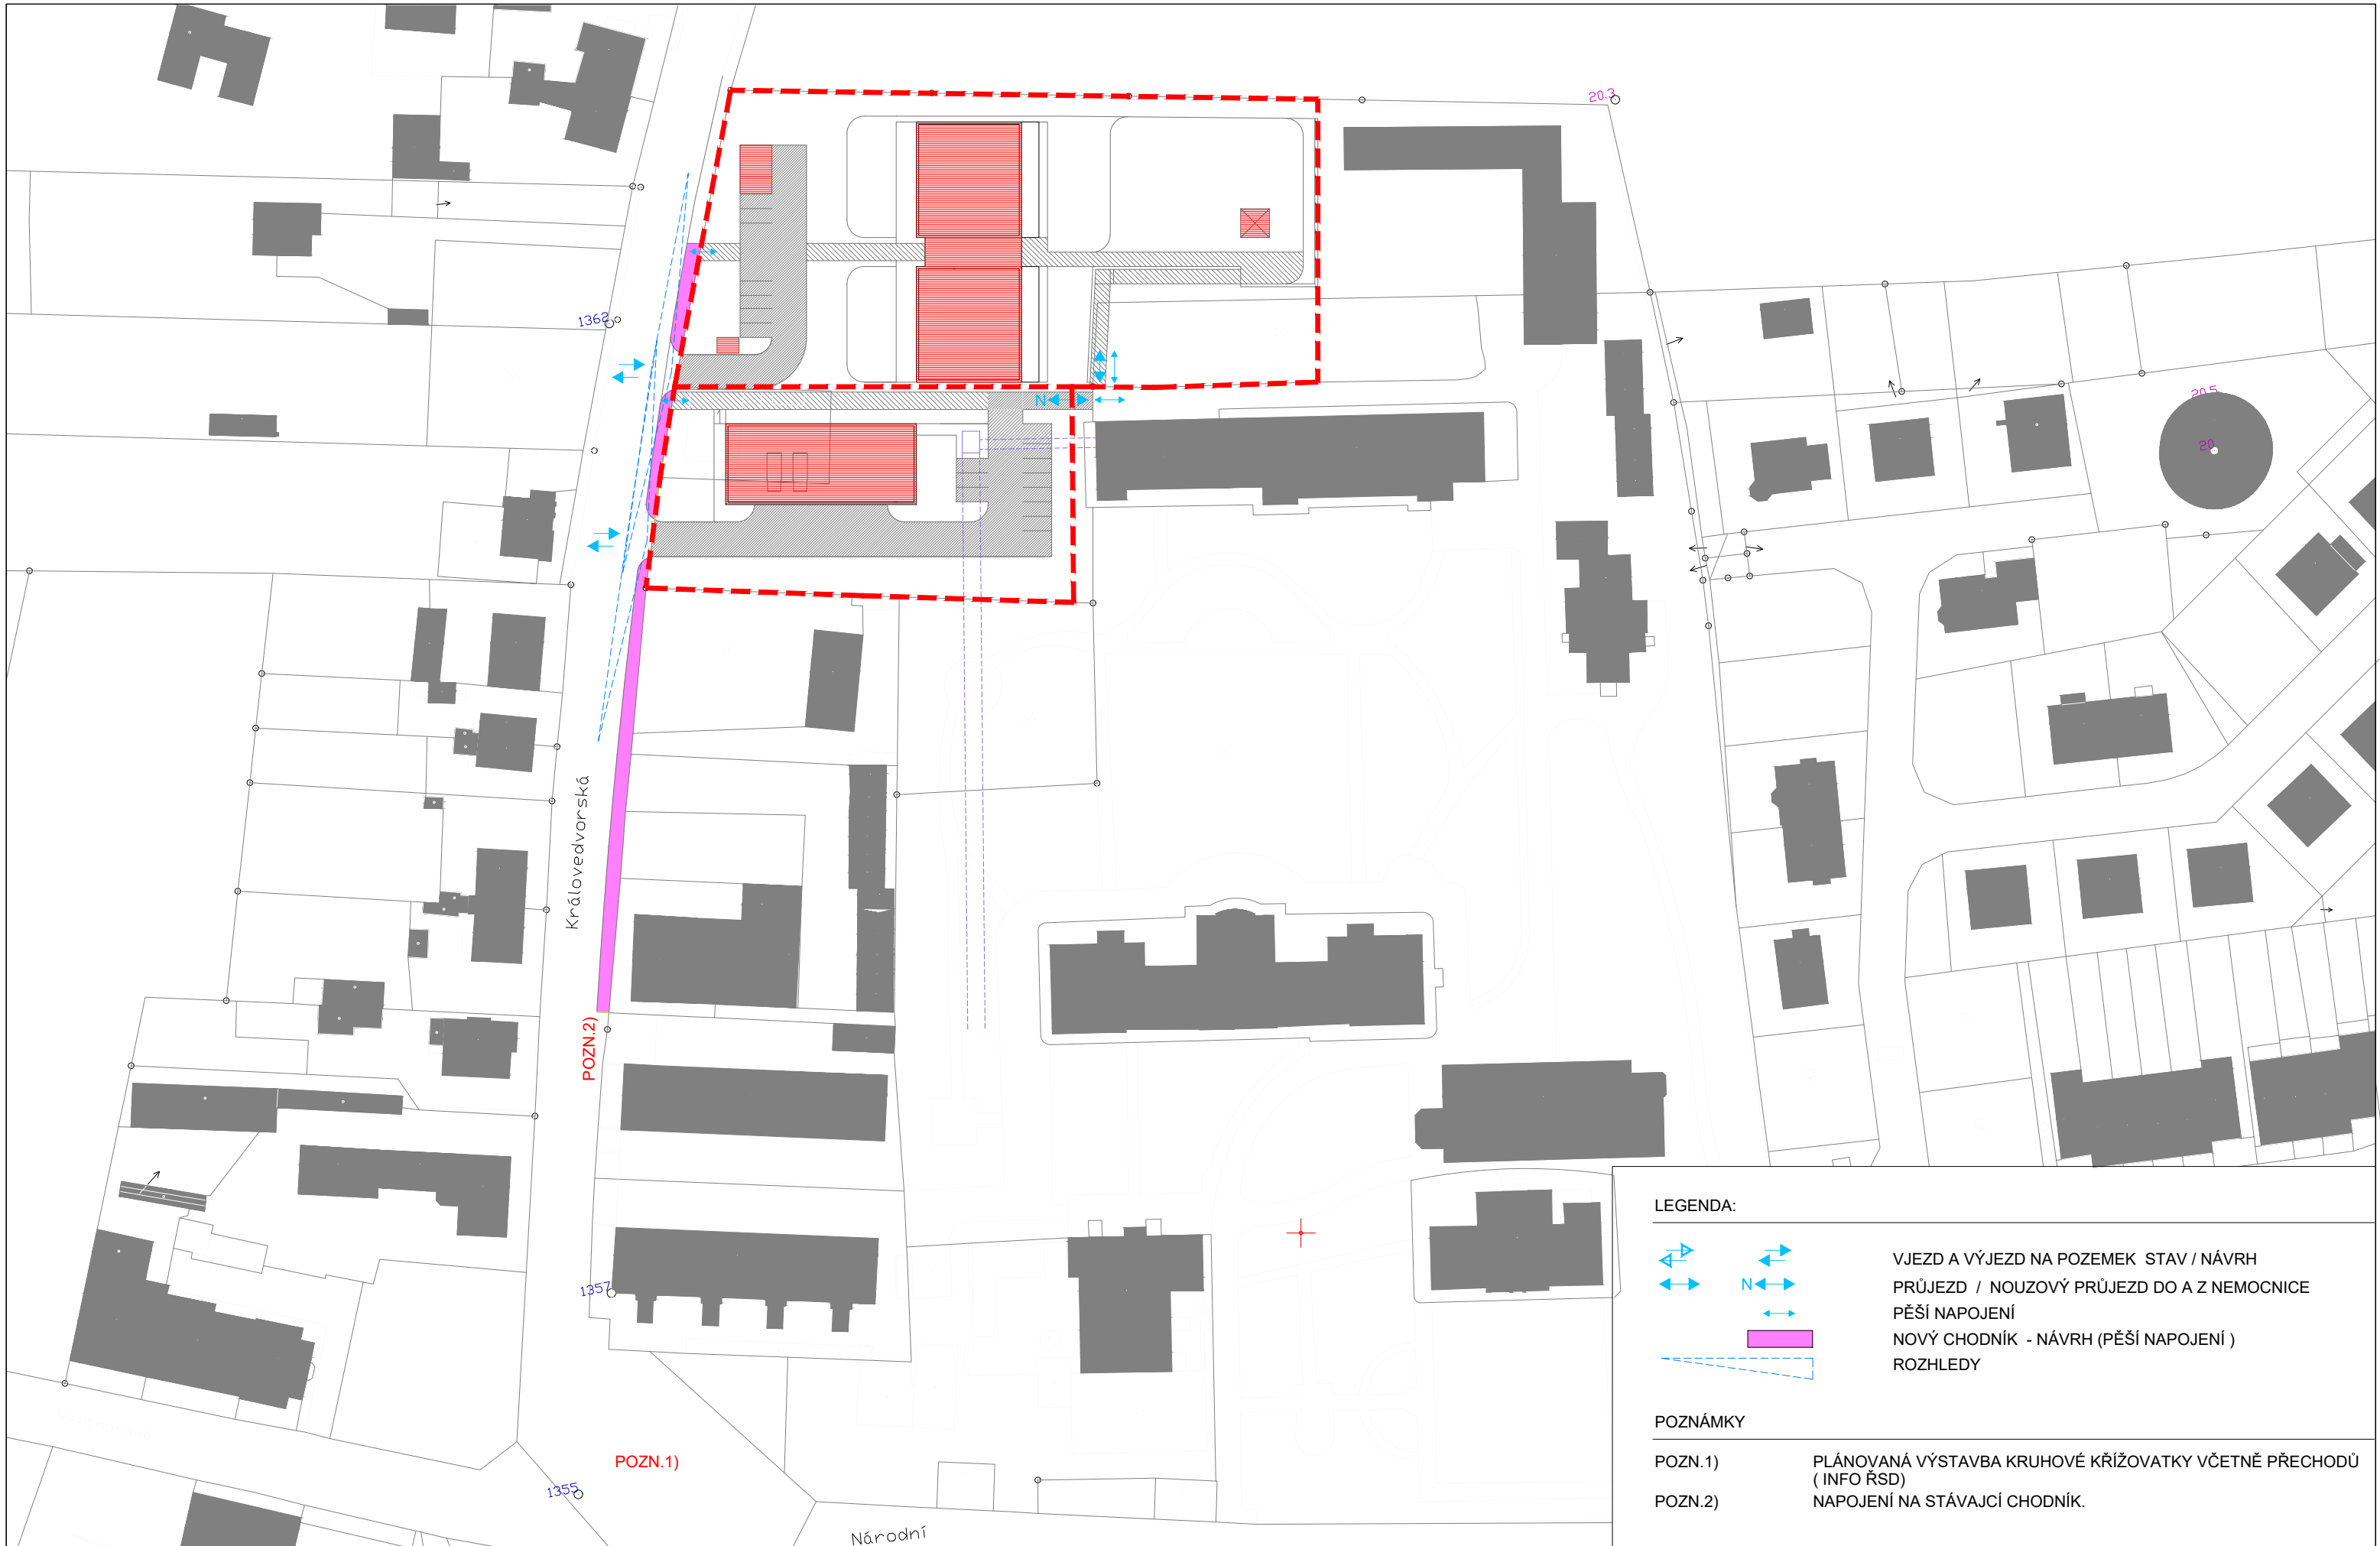 20.3
1362
N
20.5
20
Královedvorská
POZN.2)
1357
POZN.1)
1355
Národní
LEGENDA:
VJEZD A VÝJEZD NA POZEMEK STAV / NÁVRH
N
PRŮJEZD / NOUZOVÝ PRŮJEZD DO A Z NEMOCNICE
PĚŠÍ NAPOJENÍ
NOVÝ CHODNÍK - NÁVRH (PĚŠÍ NAPOJENÍ )
ROZHLEDY
POZNÁMKY
POZN.1) PLÁNOVANÁ VÝSTAVBA KRUHOVÉ KŘÍŽOVATKY VČETNĚ PŘECHODŮ
( INFO ŘSD)
POZN.2) NAPOJENÍ NA STÁVAJCÍ CHODNÍK.